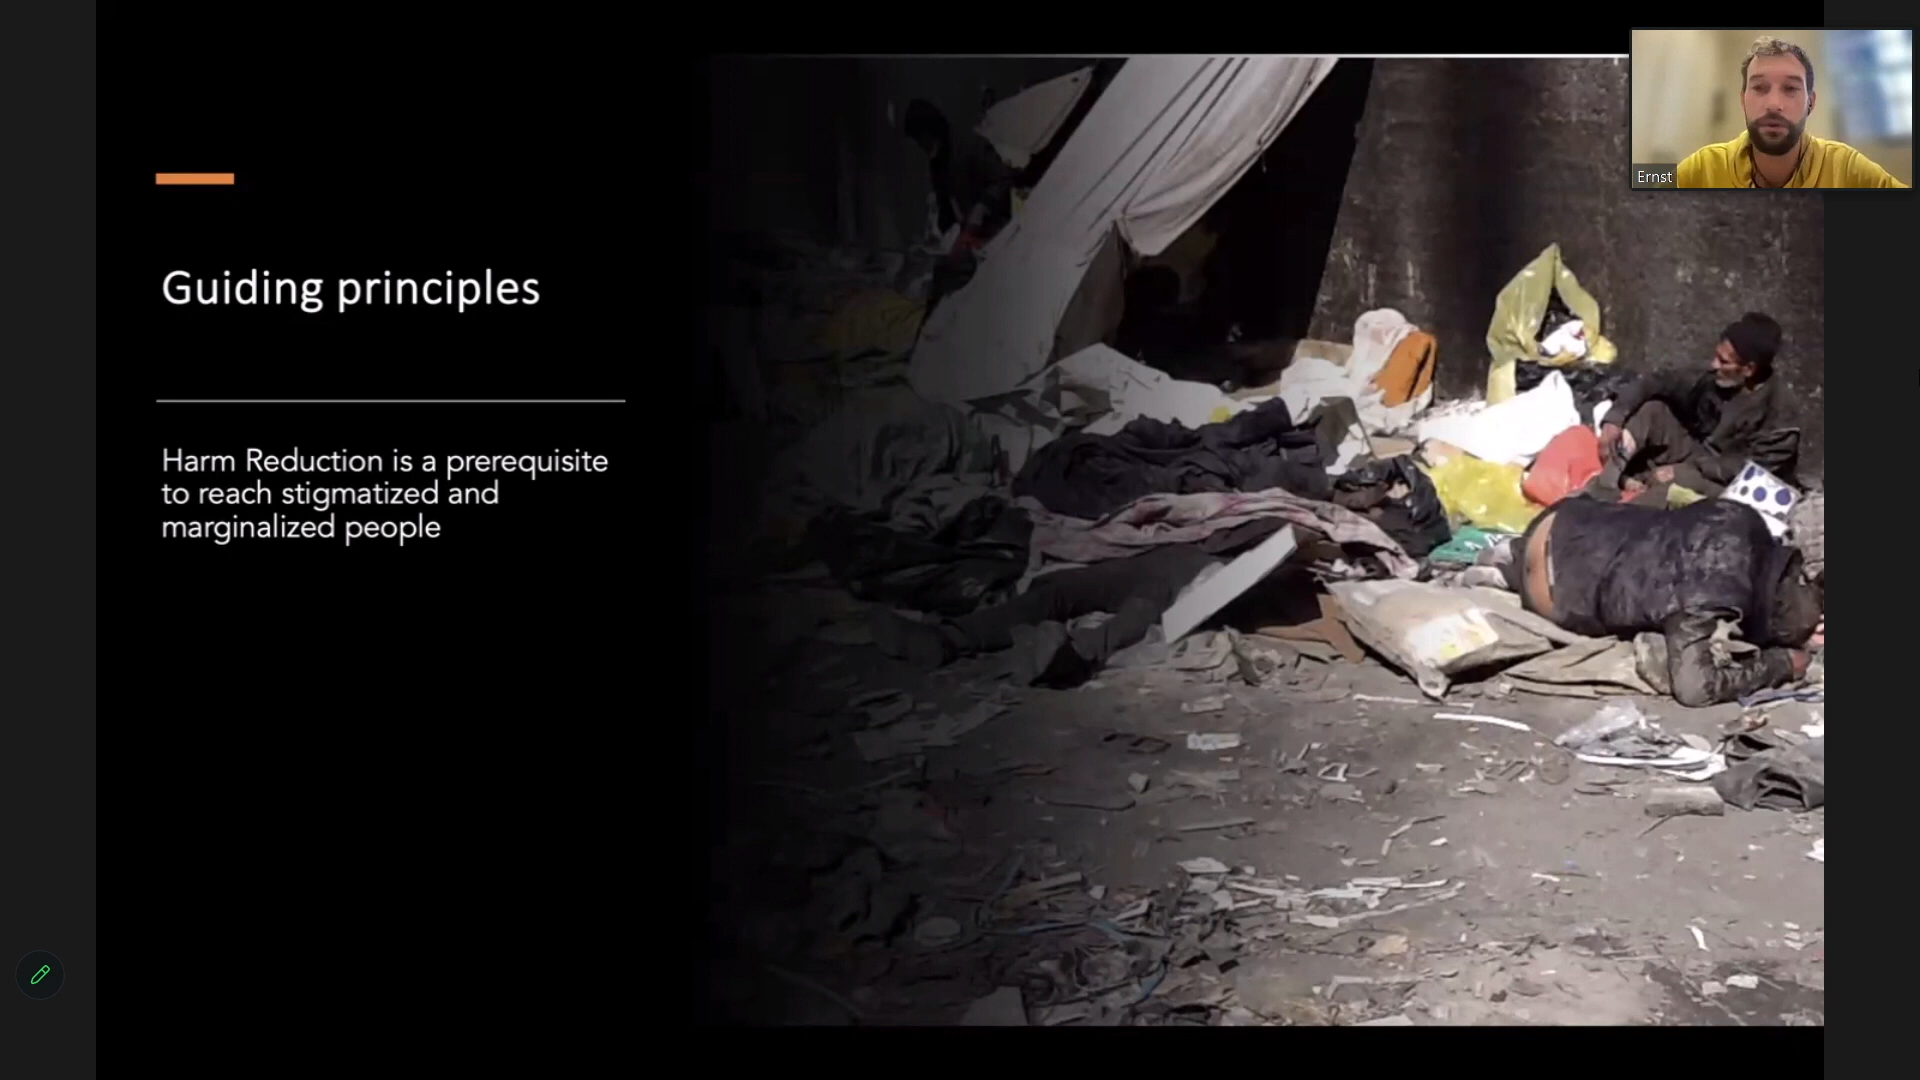 Guiding principles
Harm Reduction is a prerequisite
to reach stigmatized and
marginalized people
Ernst